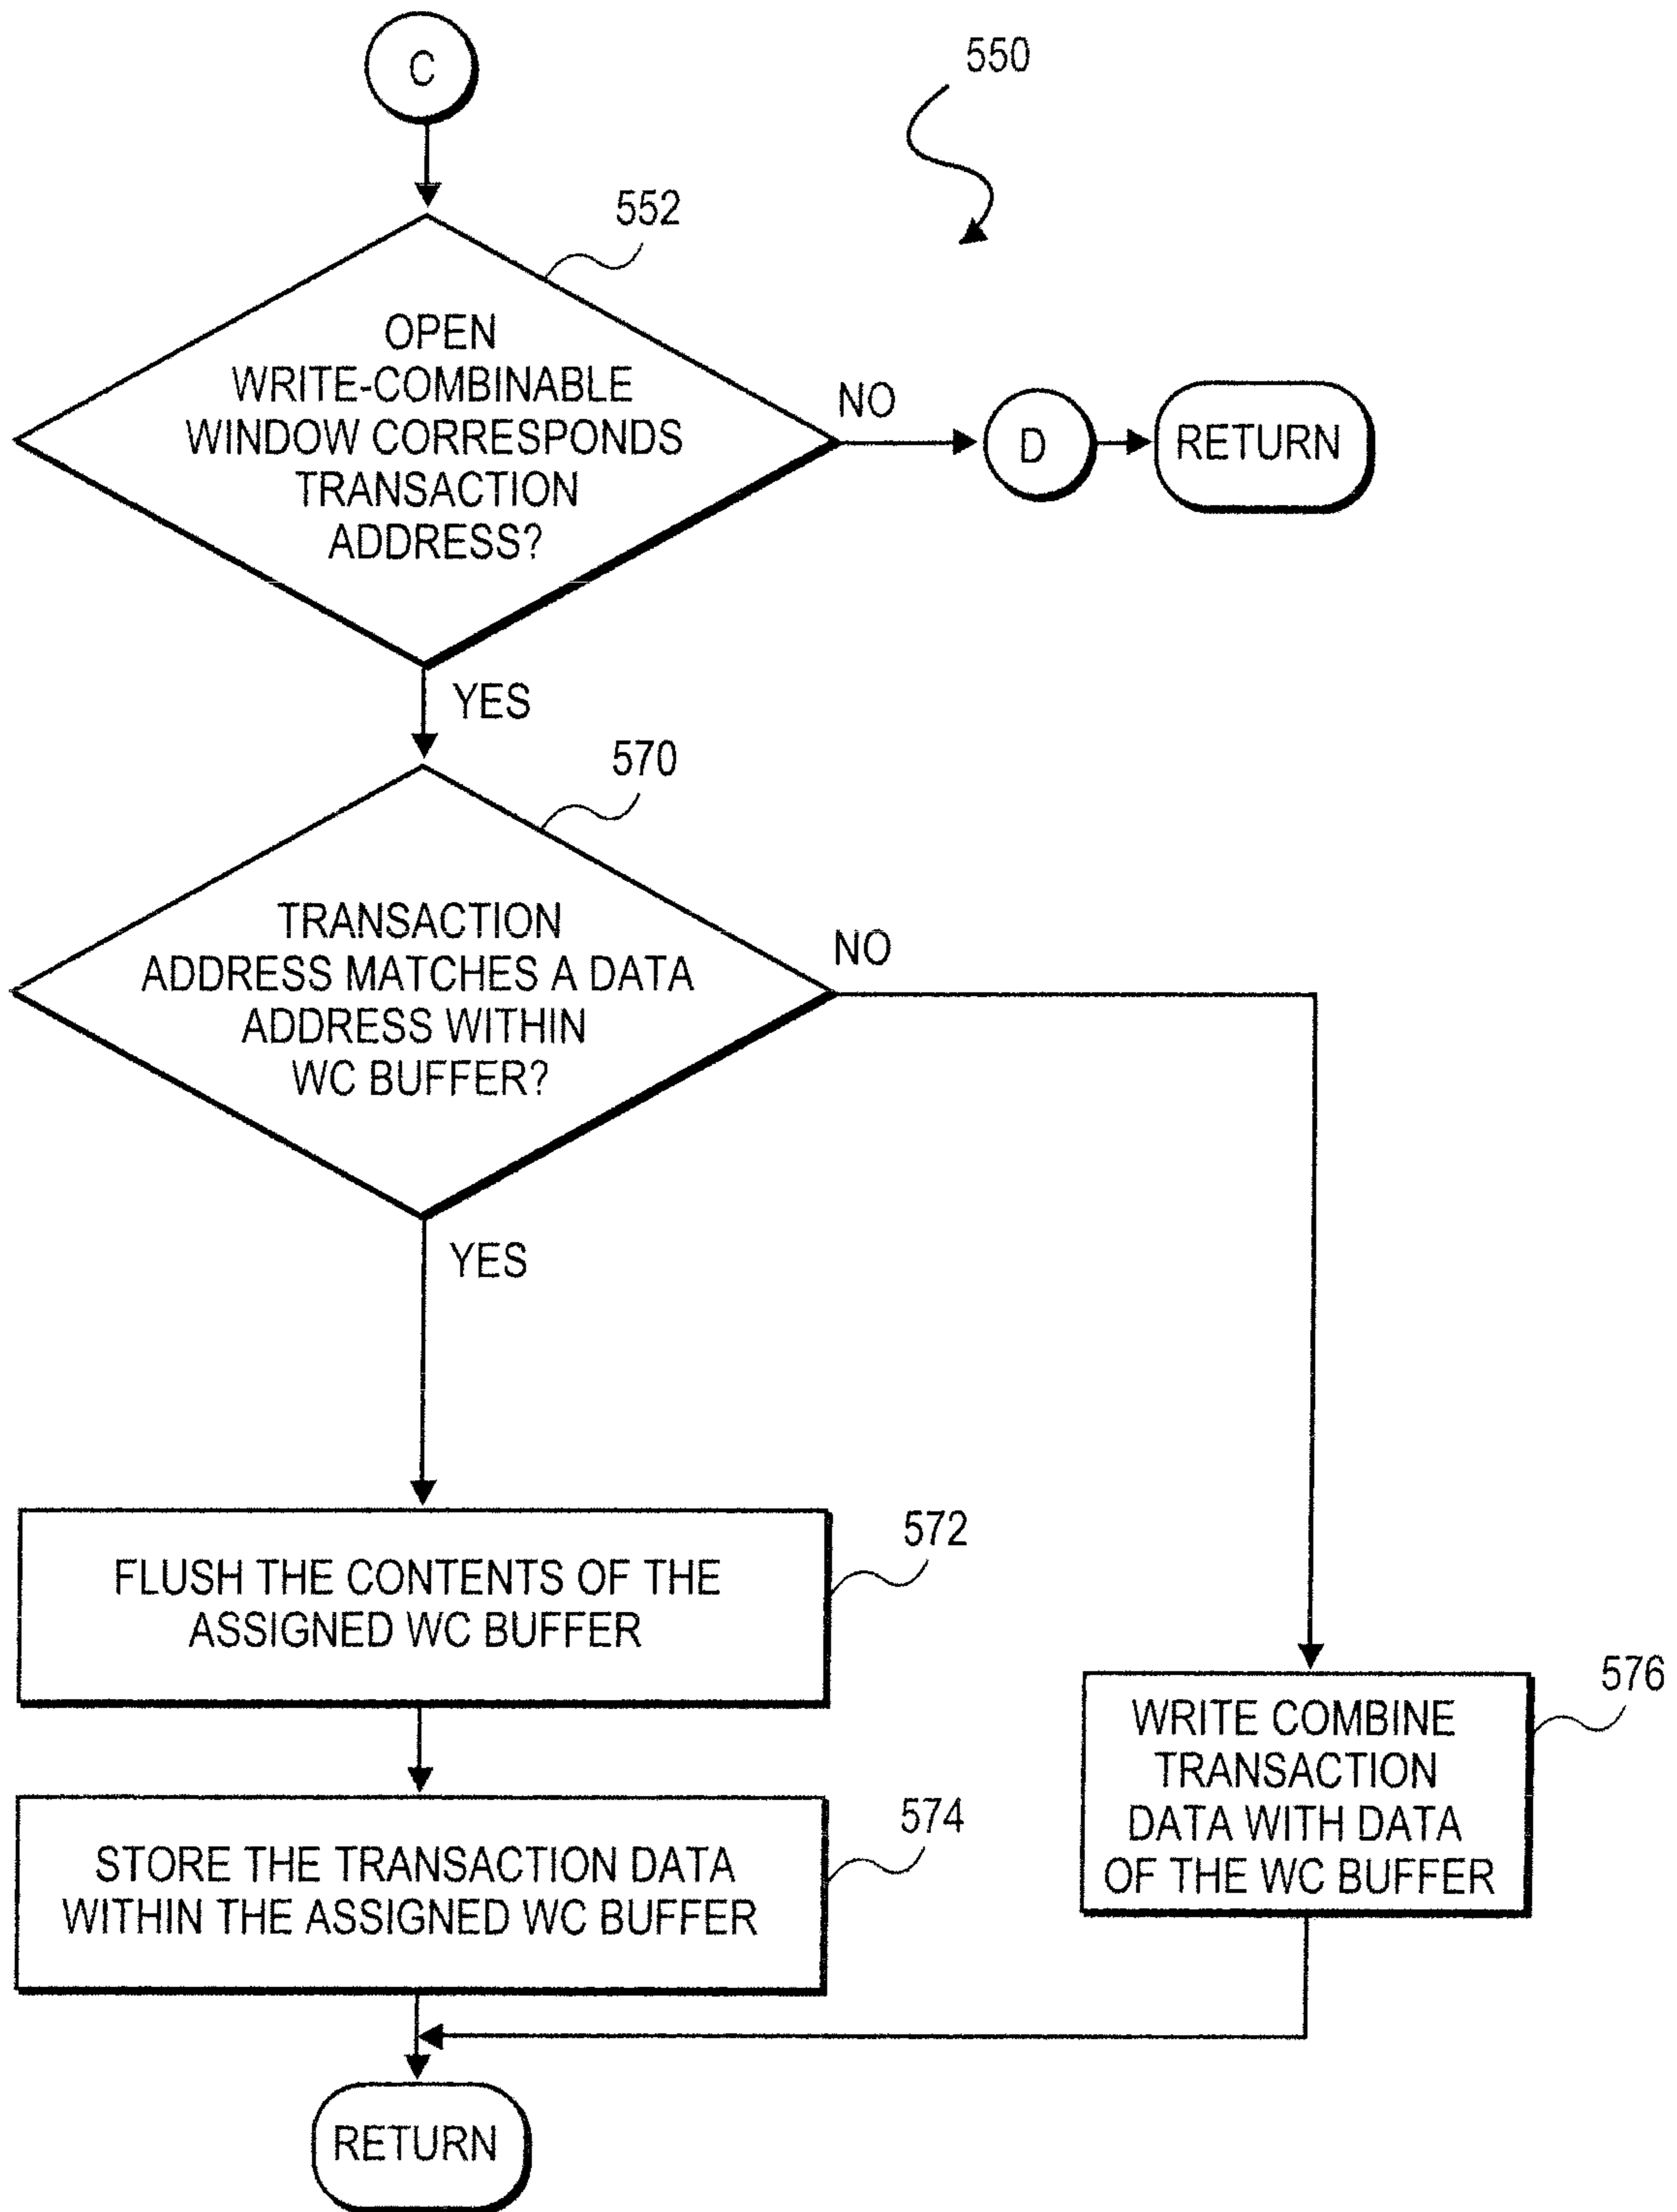 C
550
552
OPEN
WRITE-COMBINABLE
WINDOW CORRESPONDS
TRANSACTION
ADDRESS?
NO
D
RETURN
YES
570
TRANSACTION
ADDRESS MATCHES A DATA
ADDRESS WITHIN
WC BUFFER?
NO
YES
572
FLUSH THE CONTENTS OF THE
ASSIGNED WC BUFFER
576
WRITE COMBINE
TRANSACTION
DATA WITH DATA
OF THE WC BUFFER
574
STORE THE TRANSACTION DATA
WITHIN THE ASSIGNED WC BUFFER
RETURN